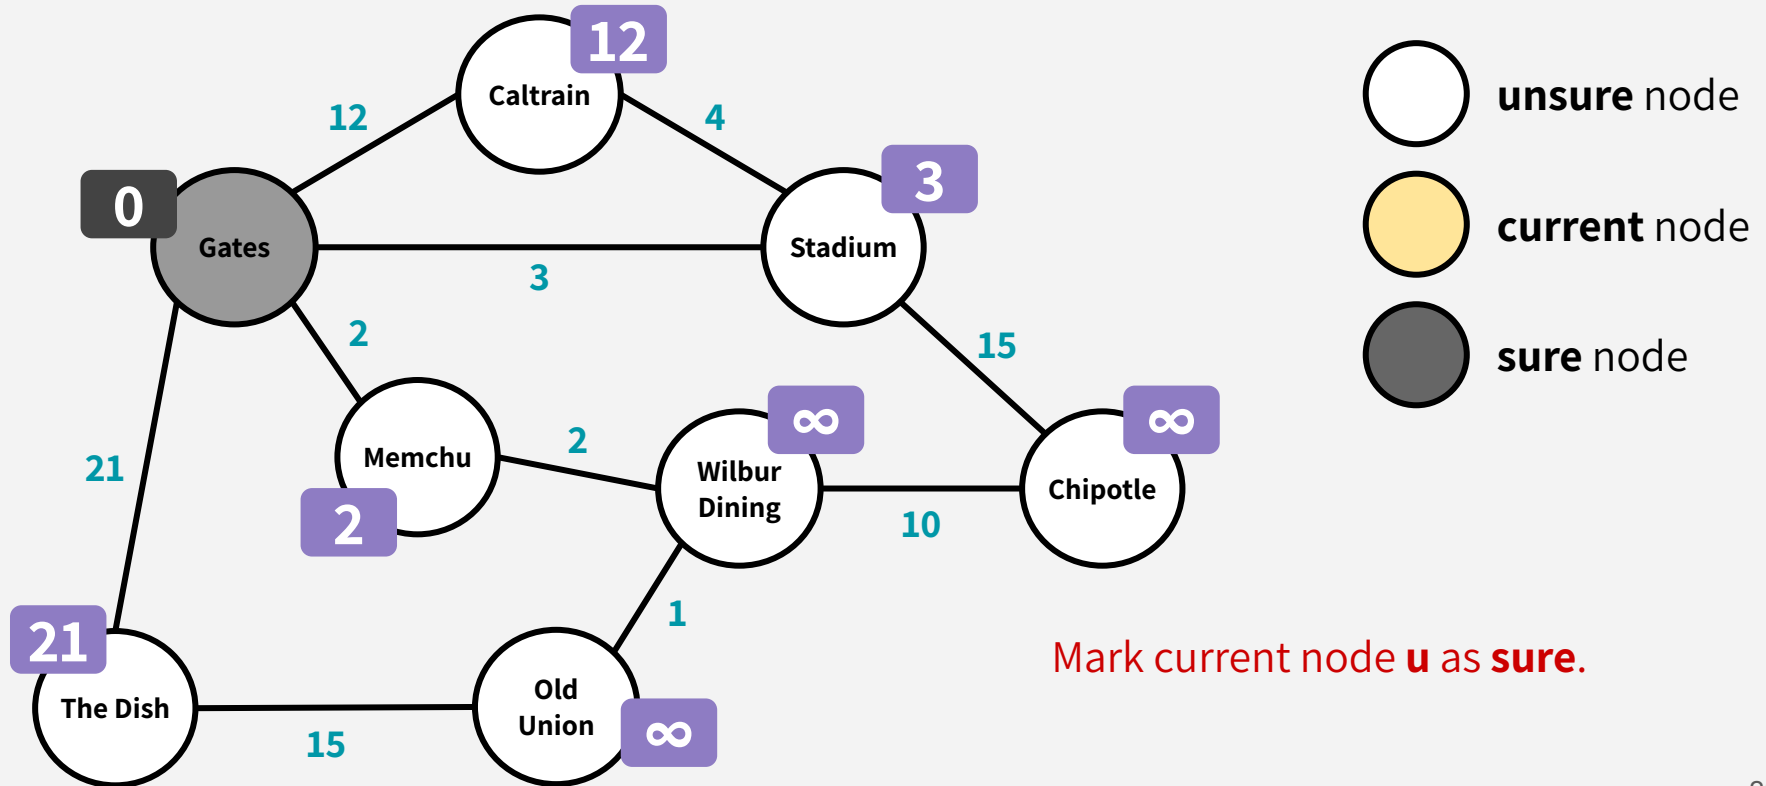 12
Caltrain
12
4
0
Gates
3
Stadium
3
2
15
21
Memchu
2
2
∞
Wilbur
Dining
10
∞
Chipotle
1
21
The Dish
15
Old
Union
∞
unsure node
current node
sure node
Mark current node u as sure.